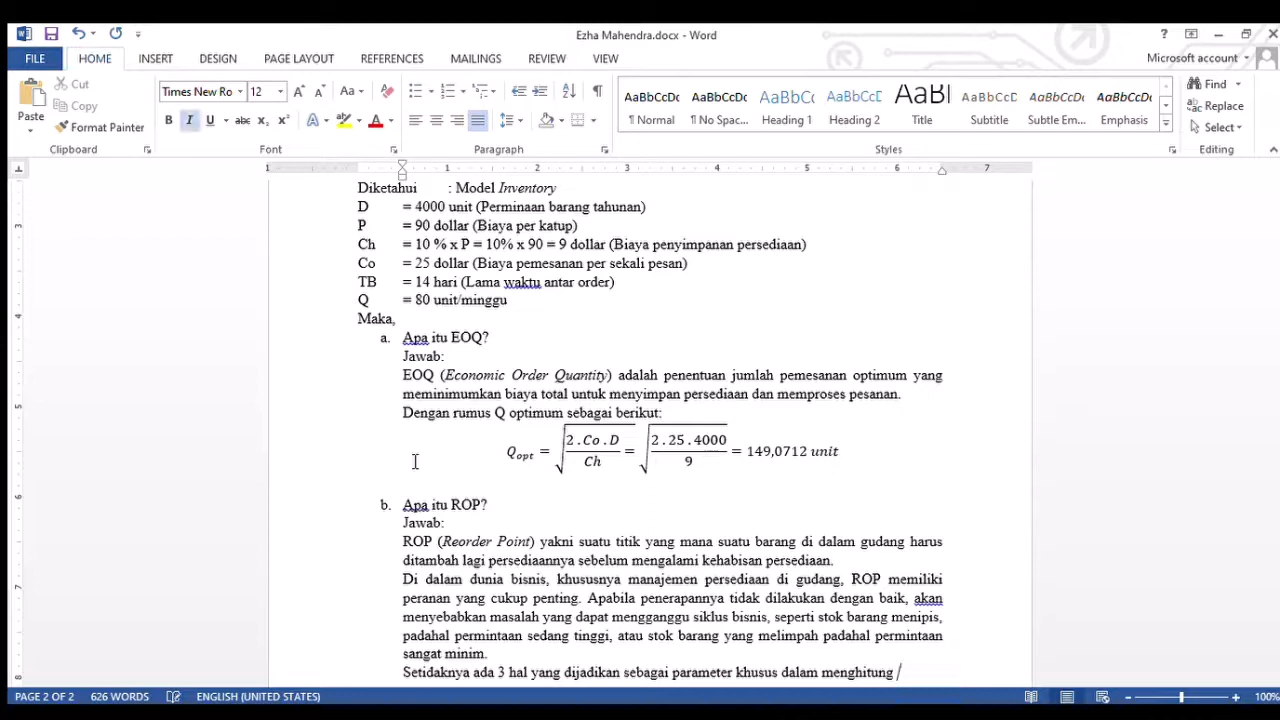 Ezha Mahendra.docx - Word
FILE HOME INSERT DESIGN PAGE LAYOUT REFERENCES MAILINGS REVIEW VIEW Microsoft account
Paste
Cut
Copy
Format Painter
Times New Ro 12
AaBbCcDc AaBbCcDc AaBbCc AaBbCcD AaBl AaBbCcD AaBbCcDc AaBbCcDc
¶ Normal ¶ No Spac... Heading 1 Heading 2 Title Subtitle Subtle Em... Emphasis
Find
Replace
Select
Clipboard Font Paragraph Styles Editing
1 1 2 3 4 5 6 7
Diketahui : Model Inventory
D = 4000 unit (Perminaan barang tahunan)
P = 90 dollar (Biaya per katup)
Ch = 10 % x P = 10% x 90 = 9 dollar (Biaya penyimpanan persediaan)
Co = 25 dollar (Biaya pemesanan per sekali pesan)
TB = 14 hari (Lama waktu antar order)
Q = 80 unit/minggu
Maka,
a. Apa itu EOQ?
Jawab:
EOQ (Economic Order Quantity) adalah penentuan jumlah pemesanan optimum yang
meminimumkan biaya total untuk menyimpan persediaan dan memproses pesanan.
Dengan rumus Q optimum sebagai berikut:
Qopt = √(2 . Co . D / Ch) = √(2 . 25 . 4000 / 9) = 149,0712 unit
b. Apa itu ROP?
Jawab:
ROP (Reorder Point) yakni suatu titik yang mana suatu barang di dalam gudang harus
ditambah lagi persediaannya sebelum mengalami kehabisan persediaan.
Di dalam dunia bisnis, khususnya manajemen persediaan di gudang, ROP memiliki
peranan yang cukup penting. Apabila penerapannya tidak dilakukan dengan baik, akan
menyebabkan masalah yang dapat mengganggu siklus bisnis, seperti stok barang menipis,
padahal permintaan sedang tinggi, atau stok barang yang melimpah padahal permintaan
sangat minim.
Setidaknya ada 3 hal yang dijadikan sebagai parameter khusus dalam menghitung
PAGE 2 OF 2 626 WORDS ENGLISH (UNITED STATES) 100%